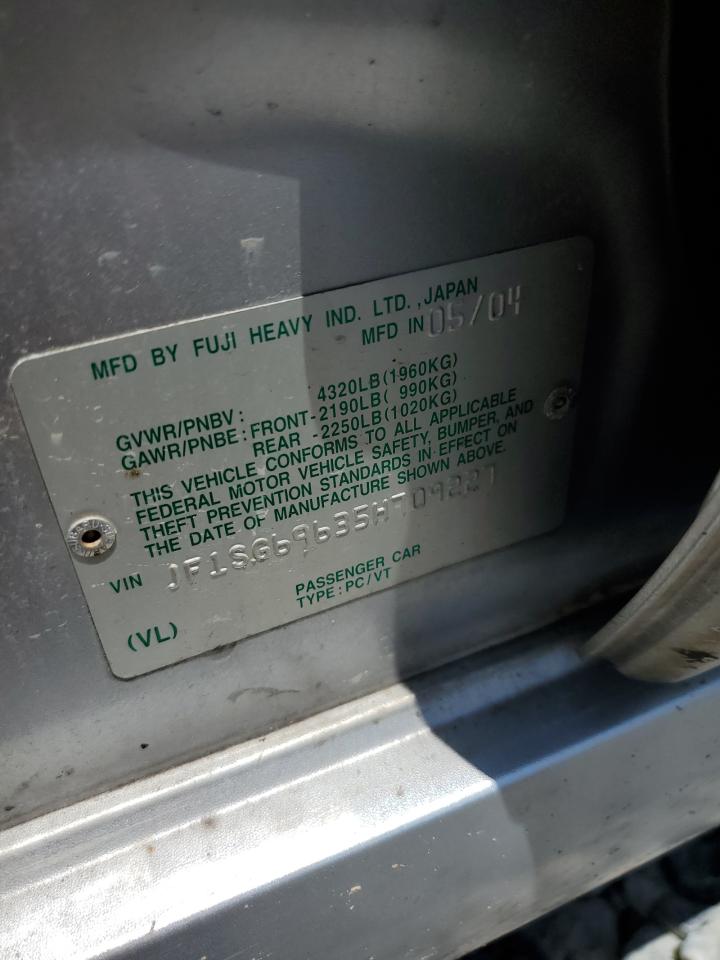 MFD BY FUJI HEAVY IND. LTD., JAPAN
MFD IN 05/04
GVWR/PNBV: 4320LB(1960KG)
GAWR/PNBE: FRONT-2190LB( 990KG)
REAR -2250LB(1020KG)
THIS VEHICLE CONFORMS TO ALL APPLICABLE
FEDERAL MOTOR VEHICLE SAFETY, BUMPER, AND
THEFT PREVENTION STANDARDS IN EFFECT ON
THE DATE OF MANUFACTURE SHOWN ABOVE.
VIN JF1SG69635H709227
PASSENGER CAR
TYPE:PC/VT
(VL)